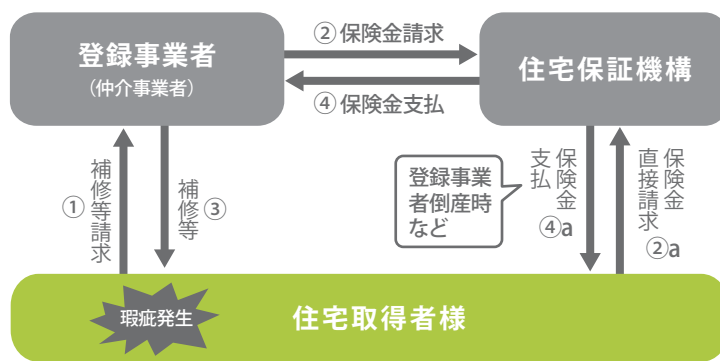 登録事業者
（仲介事業者）
② 保険金請求
④ 保険金支払
住宅保証機構
① 補修等請求
③ 補修等
登録事業
者倒産時
など
保険金
支払
④a
保険金
直接請求
②a
瑕疵発生
住宅取得者様